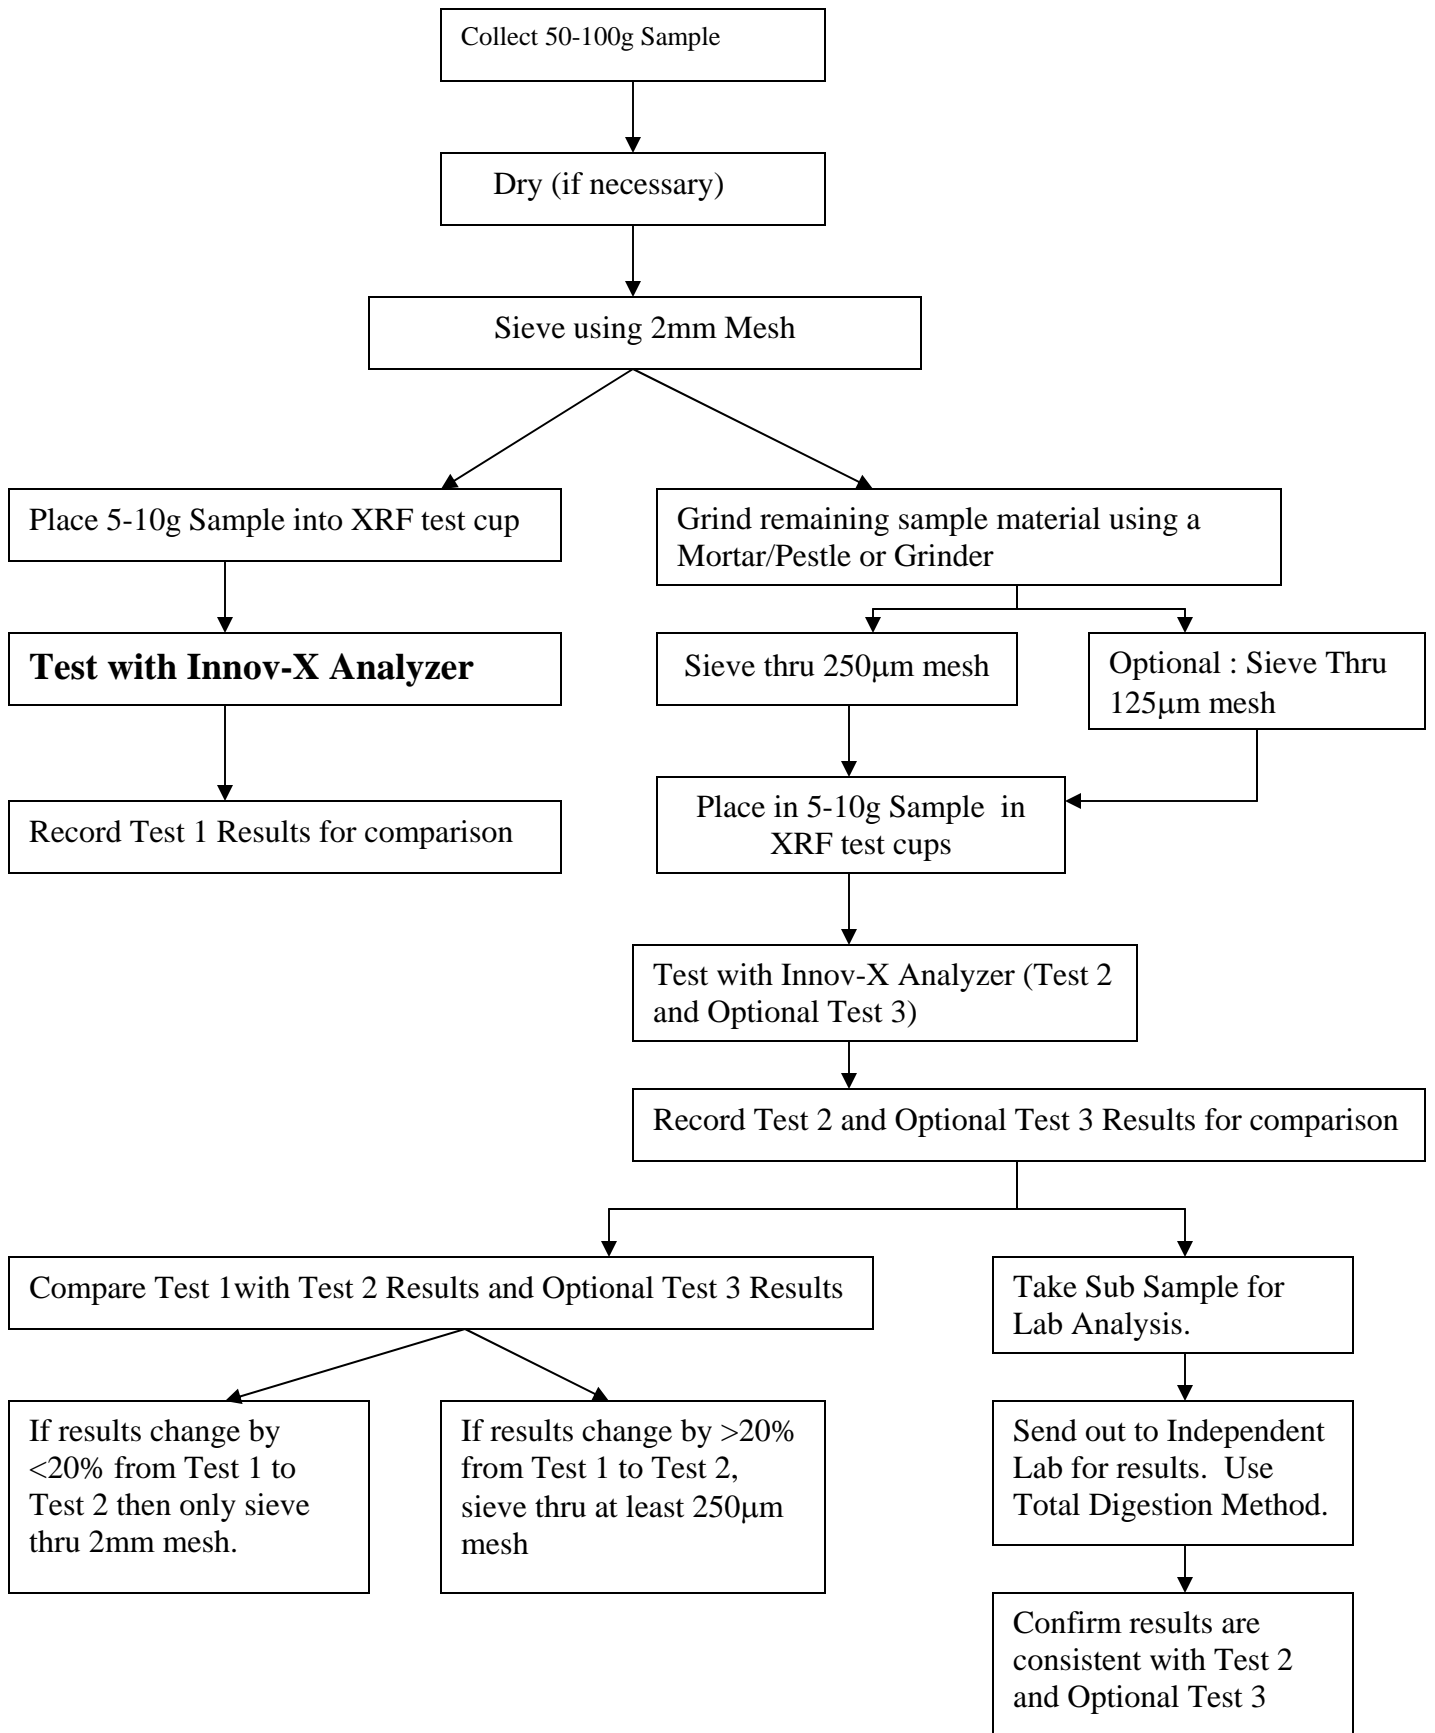 Collect 50-100g Sample
Dry (if necessary)
Sieve using 2mm Mesh
Place 5-10g Sample into XRF test cup
Grind remaining sample material using a
Mortar/Pestle or Grinder
Test with Innov-X Analyzer
Sieve thru 250µm mesh
Optional : Sieve Thru
125µm mesh
Record Test 1 Results for comparison
Place in 5-10g Sample  in
XRF test cups
Test with Innov-X Analyzer (Test 2
and Optional Test 3)
Record Test 2 and Optional Test 3 Results for comparison
Compare Test 1with Test 2 Results and Optional Test 3 Results
Take Sub Sample for
Lab Analysis.
If results change by
<20% from Test 1 to
Test 2 then only sieve
thru 2mm mesh.
If results change by >20%
from Test 1 to Test 2,
sieve thru at least 250µm
mesh
Send out to Independent
Lab for results.  Use
Total Digestion Method.
Confirm results are
consistent with Test 2
and Optional Test 3